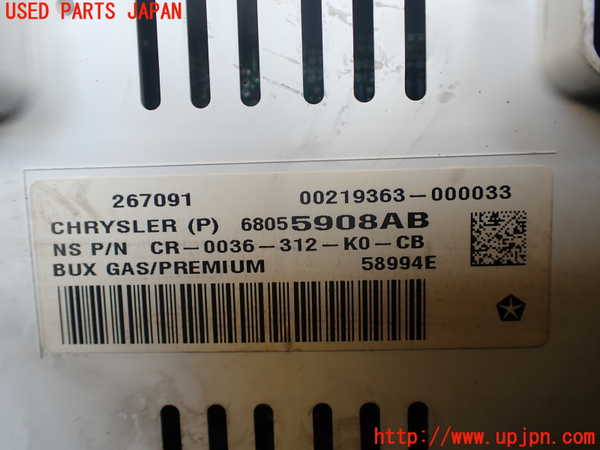 USED PARTS JAPAN
267091 00219363-000033
CHRYSLER (P) 68055908AB
NS P/N CR-0036-312-K0-CB
BUX GAS/PREMIUM 58994E
http://www.upjpn.com/